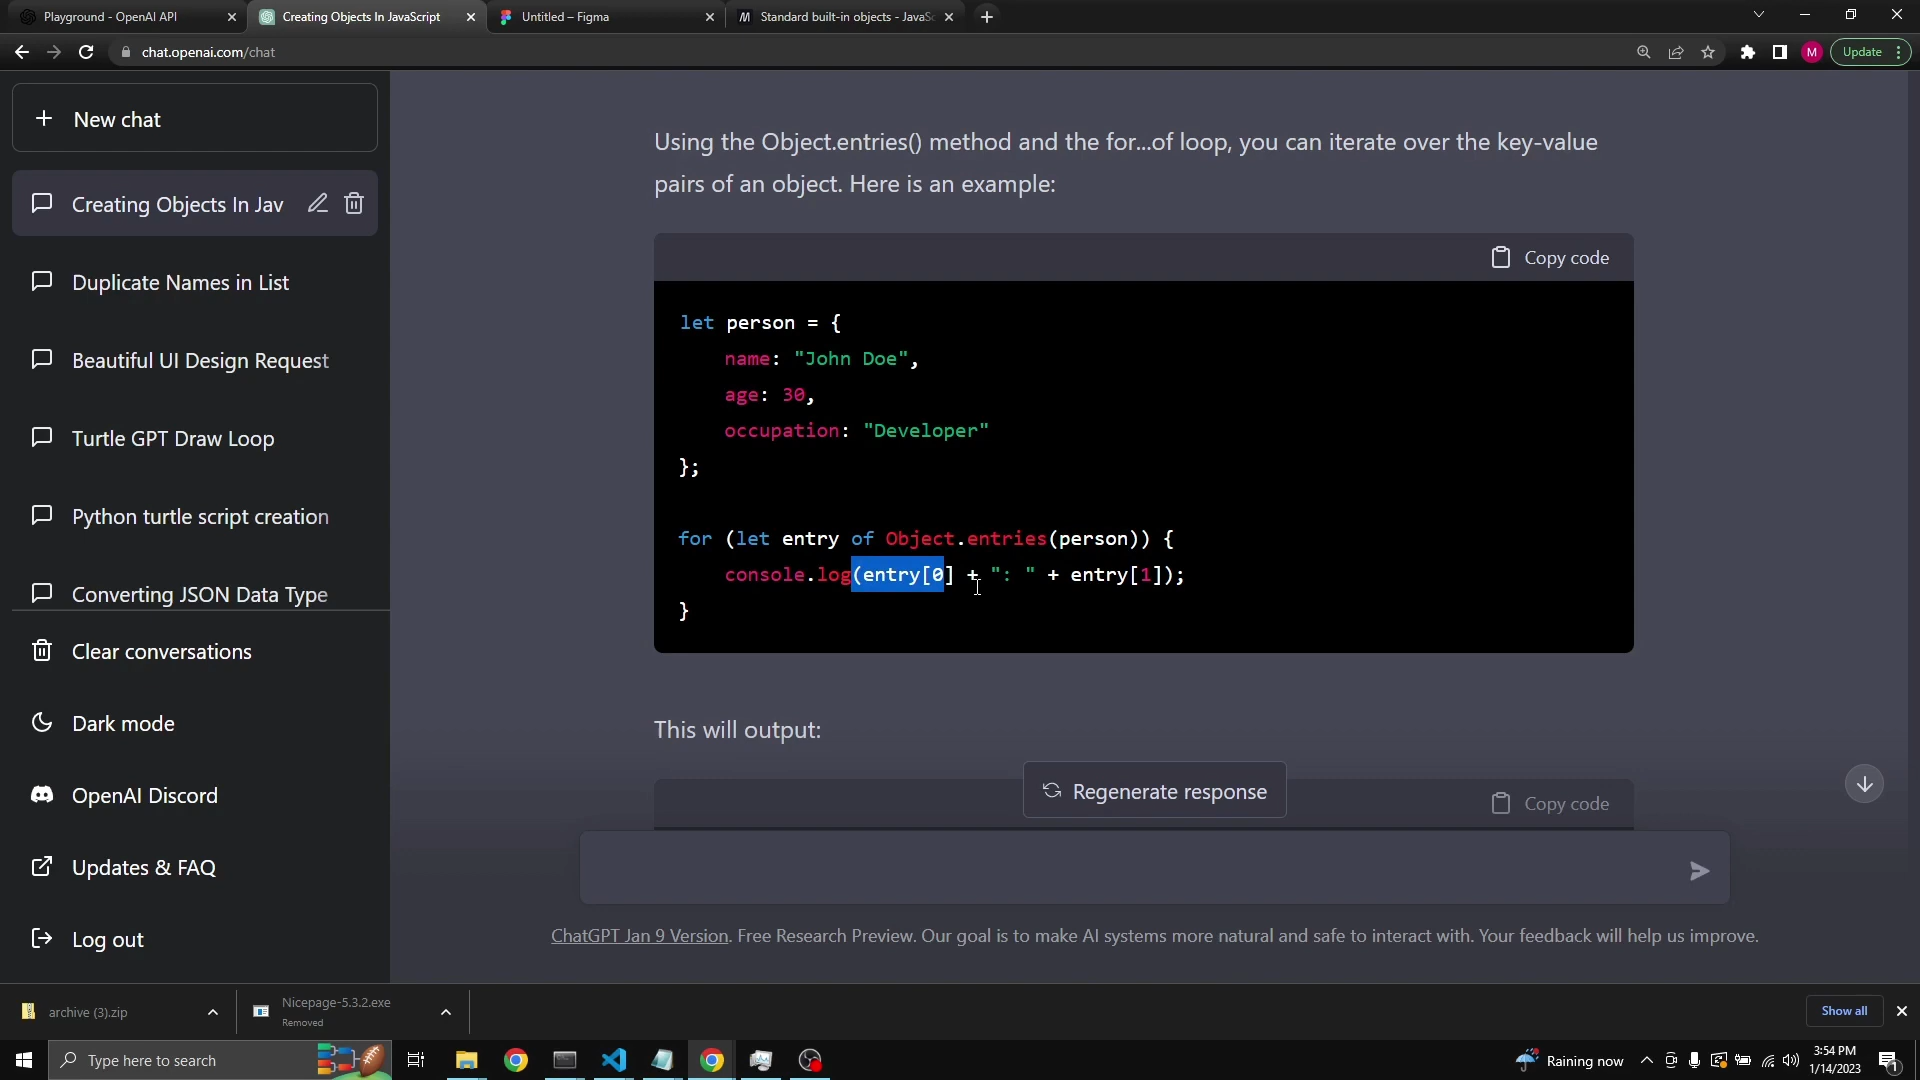 Playground - OpenAI API
Creating Objects In JavaScript
Untitled – Figma
Standard built-in objects - JavaSc
chat.openai.com/chat
M
Update
New chat
Creating Objects In Jav
Duplicate Names in List
Beautiful UI Design Request
Turtle GPT Draw Loop
Python turtle script creation
Converting JSON Data Type
Clear conversations
Dark mode
OpenAI Discord
Updates & FAQ
Log out
Using the Object.entries() method and the for...of loop, you can iterate over the key-value
pairs of an object. Here is an example:
Copy code
let person = {
name: "John Doe",
age: 30,
occupation: "Developer"
};
for (let entry of Object.entries(person)) {
console.log(entry[0] + ": " + entry[1]);
}
This will output:
Regenerate response
Copy code
ChatGPT Jan 9 Version. Free Research Preview. Our goal is to make AI systems more natural and safe to interact with. Your feedback will help us improve.
archive (3).zip
Nicepage-5.3.2.exe
Removed
Show all
Type here to search
Raining now
3:54 PM
1/14/2023
1